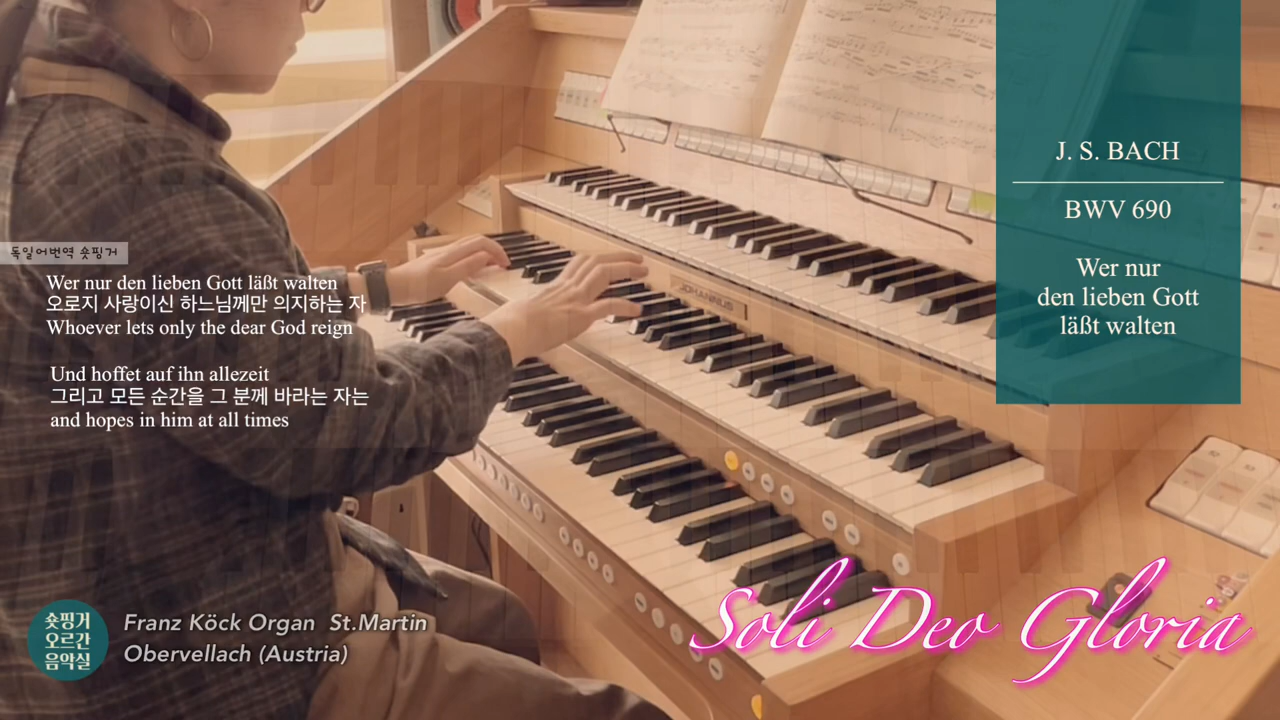 독일어번역 숏핑거
Wer nur den lieben Gott läßt walten
오로지 사랑이신 하느님께만 의지하는 자
Whoever lets only the dear God reign
Und hoffet auf ihn allezeit
그리고 모든 순간을 그 분께 바라는 자는
and hopes in him at all times
J. S. BACH
BWV 690
Wer nur
den lieben Gott
läßt walten
JOHANNUS
숏핑거
오르간
음악실
Franz Köck Organ St.Martin
Obervellach (Austria)
Soli Deo Gloria